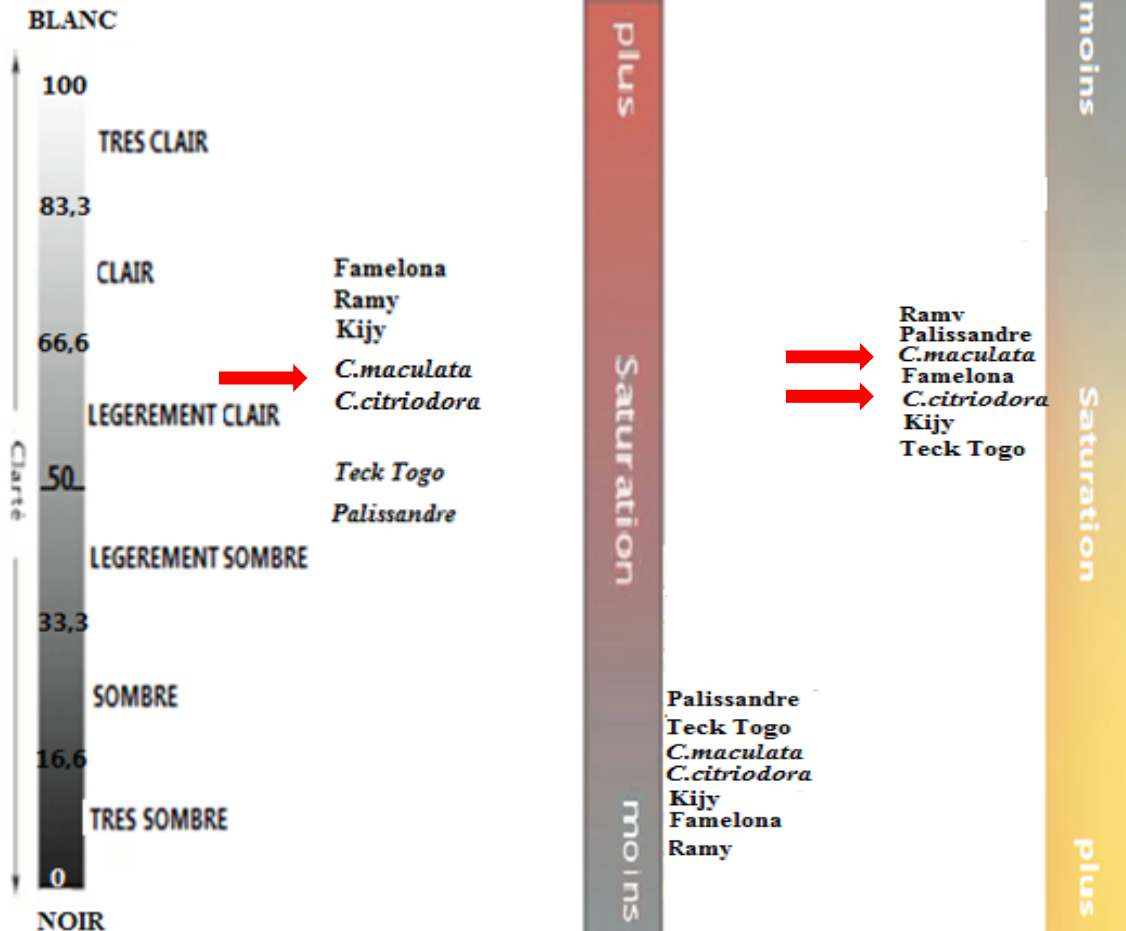 BLANC
100
TRES CLAIR
83,3
CLAIR
66,6
LEGEREMENT CLAIR
50
LEGEREMENT SOMBRE
33,3
SOMBRE
16,6
TRES SOMBRE
0
NOIR
Clarté
Famelona
Ramy
Kijy
C.maculata
C.citriodora
Teck Togo
Palissandre
plus
Saturation
moins
Palissandre
Teck Togo
C.maculata
C.citriodora
Kijy
Famelona
Ramy
Ramy
Palissandre
C.maculata
Famelona
C.citriodora
Kijy
Teck Togo
moins
Saturation
plus